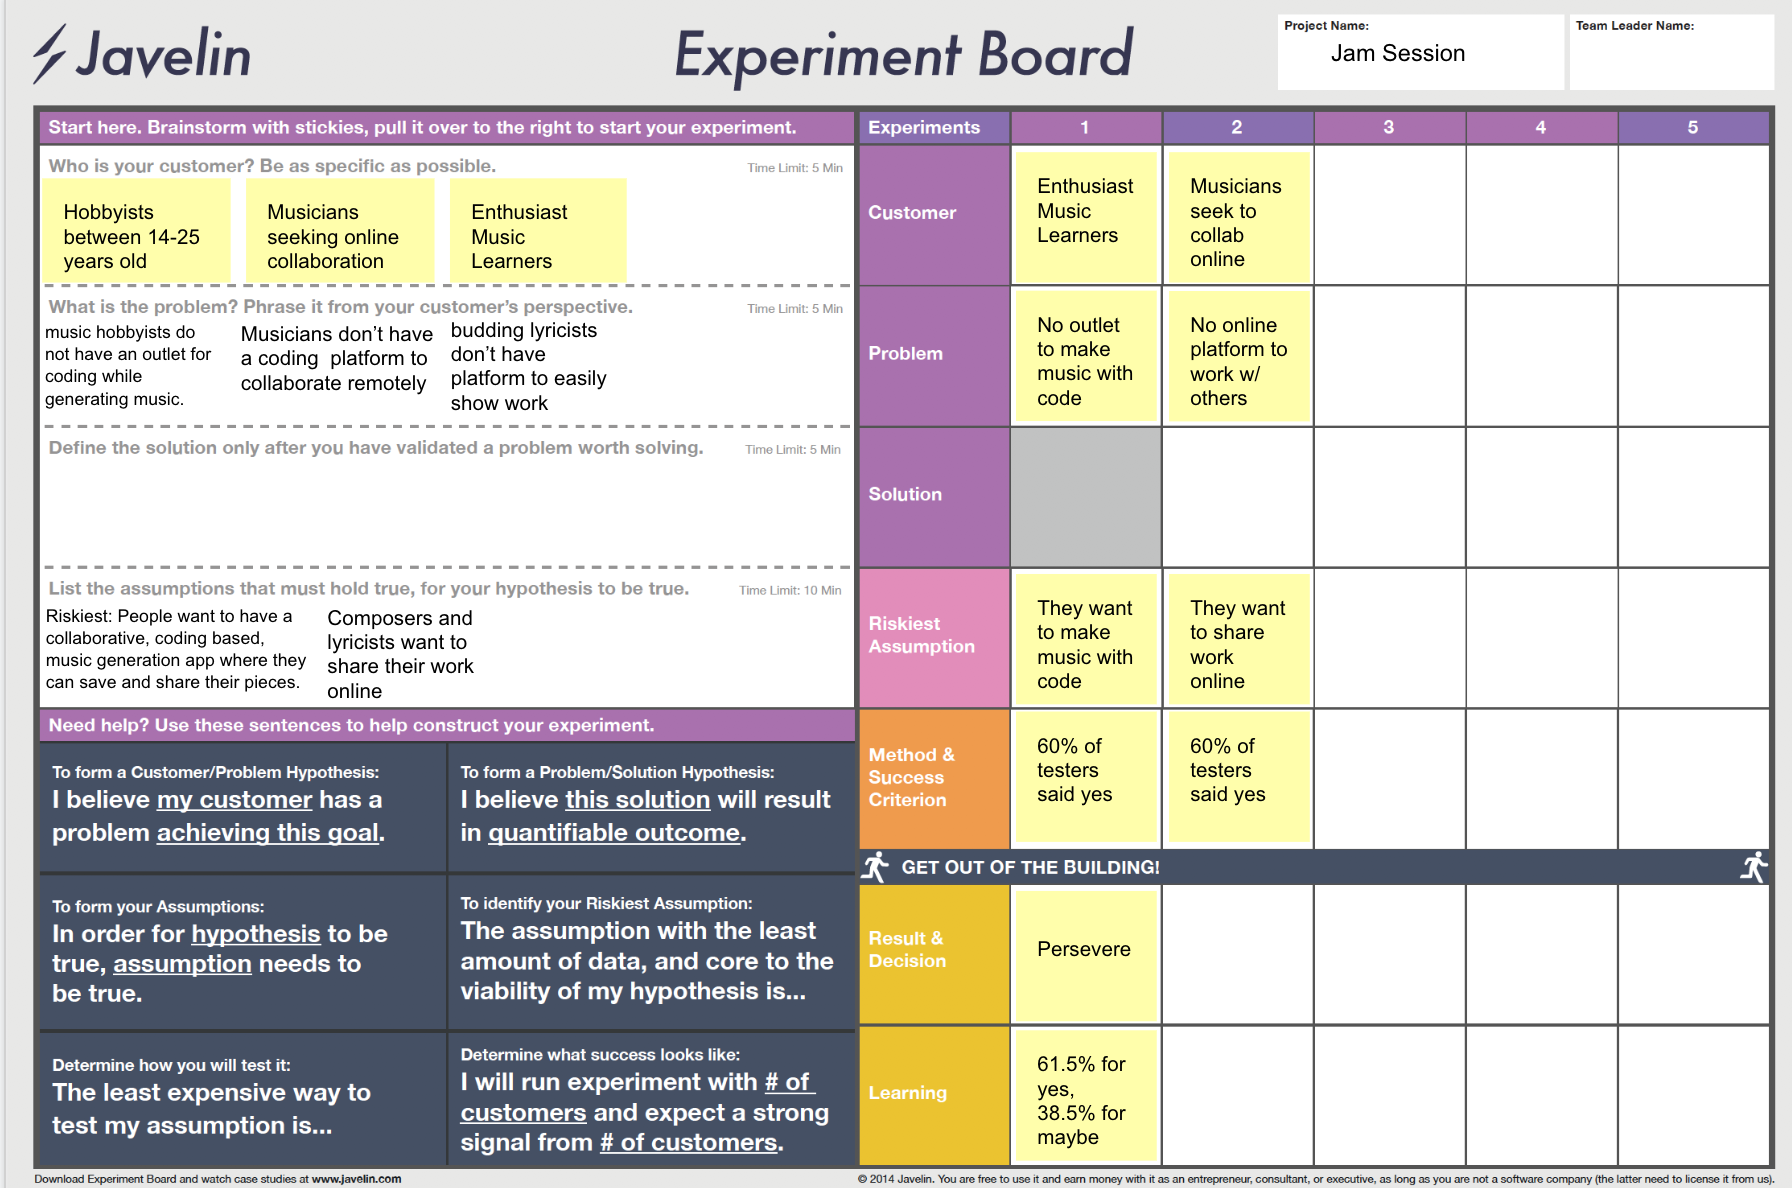 Javelin
Experiment Board
Project Name:
Jam Session
Team Leader Name:
Start here. Brainstorm with stickies, pull it over to the right to start your experiment.
Who is your customer? Be as specific as possible.
Time Limit: 5 Min
Hobbyists
between 14-25
years old
Musicians
seeking online
collaboration
Enthusiast
Music
Learners
What is the problem? Phrase it from your customer's perspective.
Time Limit: 5 Min
music hobbyists do
not have an outlet for
coding while
generating music.
Musicians don't have
a coding platform to
collaborate remotely
budding lyricists
don't have
platform to easily
show work
Define the solution only after you have validated a problem worth solving.
Time Limit: 5 Min
List the assumptions that must hold true, for your hypothesis to be true.
Time Limit: 10 Min
Riskiest: People want to have a
collaborative, coding based,
music generation app where they
can save and share their pieces.
Composers and
lyricists want to
share their work
online
Need help? Use these sentences to help construct your experiment.
To form a Customer/Problem Hypothesis:
I believe my customer has a
problem achieving this goal.
To form a Problem/Solution Hypothesis:
I believe this solution will result
in quantifiable outcome.
To form your Assumptions:
In order for hypothesis to be
true, assumption needs to
be true.
To identify your Riskiest Assumption:
The assumption with the least
amount of data, and core to the
viability of my hypothesis is...
Determine how you will test it:
The least expensive way to
test my assumption is...
Determine what success looks like:
I will run experiment with # of
customers and expect a strong
signal from # of customers.
Experiments
1
2
3
4
5
Customer
Enthusiast
Music
Learners
Musicians
seek to
collab
online
Problem
No outlet
to make
music with
code
No online
platform to
work w/
others
Solution
Riskiest
Assumption
They want
to make
music with
code
They want
to share
work
online
Method &
Success
Criterion
60% of
testers
said yes
60% of
testers
said yes
GET OUT OF THE BUILDING!
Result &
Decision
Persevere
Learning
61.5% for
yes,
38.5% for
maybe
Download Experiment Board and watch case studies at www.javelin.com
© 2014 Javelin. You are free to use it and earn money with it as an entrepreneur, consultant, or executive, as long as you are not a software company (the latter need to license it from us).